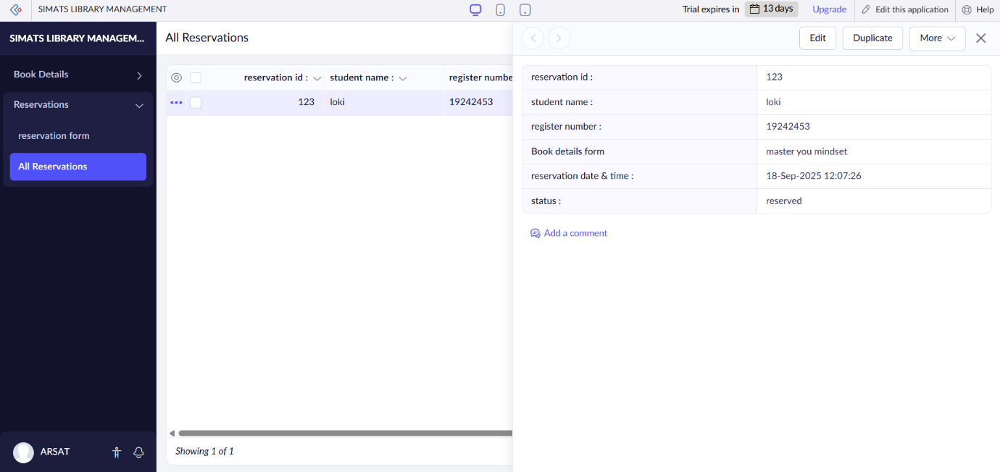 SIMATS LIBRARY MANAGEMENT
Trial expires in 13 days Upgrade Edit this application Help
SIMATS LIBRARY MANAGEM...
Book Details
Reservations
reservation form
All Reservations
ARSAT
All Reservations
reservation id : student name : register numbe
123 loki 19242453
Showing 1 of 1
Edit Duplicate More
reservation id : 123
student name : loki
register number : 19242453
Book details form master you mindset
reservation date & time : 18-Sep-2025 12:07:26
status : reserved
Add a comment